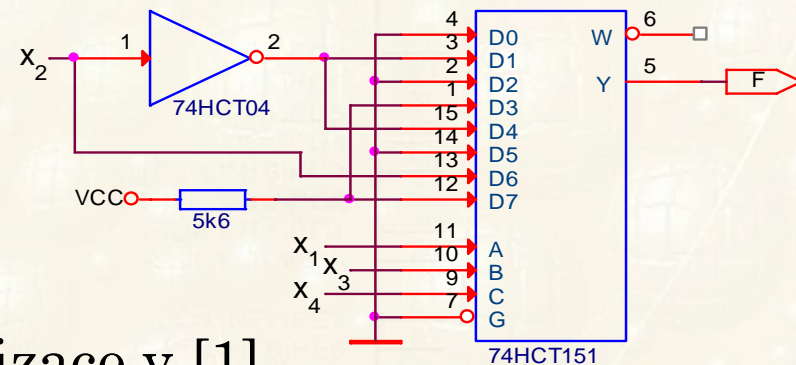 4 D0 W 6
X2 1 2 3 D1
2 D2 Y 5 F
74HCT04 1 D3
15 D4
14 D5
13 D6
VCC 12 D7
5k6
X1 11 A
X3 10 B
X4 9 C
7 G
74HCT151
v [1]